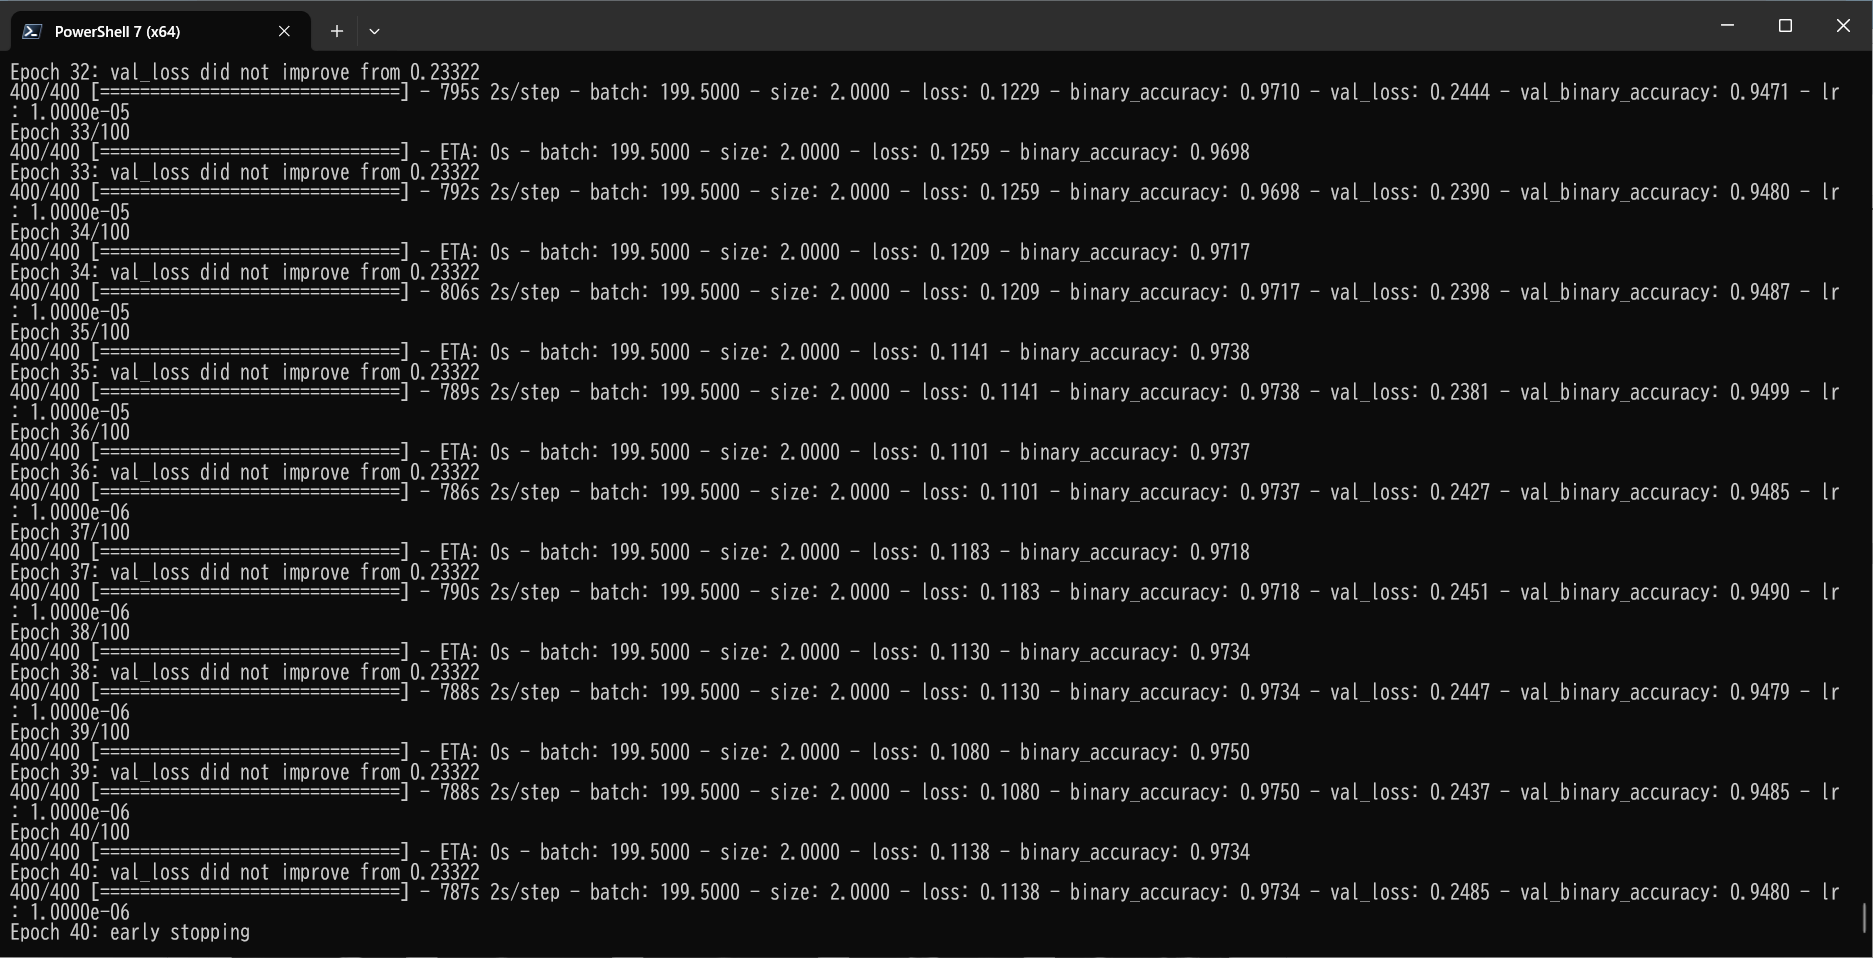 PowerShell 7 (x64)
Epoch 32: val_loss did not improve from 0.23322
400/400 [==============================] - 795s 2s/step - batch: 199.5000 - size: 2.0000 - loss: 0.1229 - binary_accuracy: 0.9710 - val_loss: 0.2444 - val_binary_accuracy: 0.9471 - lr
: 1.0000e-05
Epoch 33/100
400/400 [==============================] - ETA: 0s - batch: 199.5000 - size: 2.0000 - loss: 0.1259 - binary_accuracy: 0.9698
Epoch 33: val_loss did not improve from 0.23322
400/400 [==============================] - 792s 2s/step - batch: 199.5000 - size: 2.0000 - loss: 0.1259 - binary_accuracy: 0.9698 - val_loss: 0.2390 - val_binary_accuracy: 0.9480 - lr
: 1.0000e-05
Epoch 34/100
400/400 [==============================] - ETA: 0s - batch: 199.5000 - size: 2.0000 - loss: 0.1209 - binary_accuracy: 0.9717
Epoch 34: val_loss did not improve from 0.23322
400/400 [==============================] - 806s 2s/step - batch: 199.5000 - size: 2.0000 - loss: 0.1209 - binary_accuracy: 0.9717 - val_loss: 0.2398 - val_binary_accuracy: 0.9487 - lr
: 1.0000e-05
Epoch 35/100
400/400 [==============================] - ETA: 0s - batch: 199.5000 - size: 2.0000 - loss: 0.1141 - binary_accuracy: 0.9738
Epoch 35: val_loss did not improve from 0.23322
400/400 [==============================] - 789s 2s/step - batch: 199.5000 - size: 2.0000 - loss: 0.1141 - binary_accuracy: 0.9738 - val_loss: 0.2381 - val_binary_accuracy: 0.9499 - lr
: 1.0000e-05
Epoch 36/100
400/400 [==============================] - ETA: 0s - batch: 199.5000 - size: 2.0000 - loss: 0.1101 - binary_accuracy: 0.9737
Epoch 36: val_loss did not improve from 0.23322
400/400 [==============================] - 786s 2s/step - batch: 199.5000 - size: 2.0000 - loss: 0.1101 - binary_accuracy: 0.9737 - val_loss: 0.2427 - val_binary_accuracy: 0.9485 - lr
: 1.0000e-06
Epoch 37/100
400/400 [==============================] - ETA: 0s - batch: 199.5000 - size: 2.0000 - loss: 0.1183 - binary_accuracy: 0.9718
Epoch 37: val_loss did not improve from 0.23322
400/400 [==============================] - 790s 2s/step - batch: 199.5000 - size: 2.0000 - loss: 0.1183 - binary_accuracy: 0.9718 - val_loss: 0.2451 - val_binary_accuracy: 0.9490 - lr
: 1.0000e-06
Epoch 38/100
400/400 [==============================] - ETA: 0s - batch: 199.5000 - size: 2.0000 - loss: 0.1130 - binary_accuracy: 0.9734
Epoch 38: val_loss did not improve from 0.23322
400/400 [==============================] - 788s 2s/step - batch: 199.5000 - size: 2.0000 - loss: 0.1130 - binary_accuracy: 0.9734 - val_loss: 0.2447 - val_binary_accuracy: 0.9479 - lr
: 1.0000e-06
Epoch 39/100
400/400 [==============================] - ETA: 0s - batch: 199.5000 - size: 2.0000 - loss: 0.1080 - binary_accuracy: 0.9750
Epoch 39: val_loss did not improve from 0.23322
400/400 [==============================] - 788s 2s/step - batch: 199.5000 - size: 2.0000 - loss: 0.1080 - binary_accuracy: 0.9750 - val_loss: 0.2437 - val_binary_accuracy: 0.9485 - lr
: 1.0000e-06
Epoch 40/100
400/400 [==============================] - ETA: 0s - batch: 199.5000 - size: 2.0000 - loss: 0.1138 - binary_accuracy: 0.9734
Epoch 40: val_loss did not improve from 0.23322
400/400 [==============================] - 787s 2s/step - batch: 199.5000 - size: 2.0000 - loss: 0.1138 - binary_accuracy: 0.9734 - val_loss: 0.2485 - val_binary_accuracy: 0.9480 - lr
: 1.0000e-06
Epoch 40: early stopping